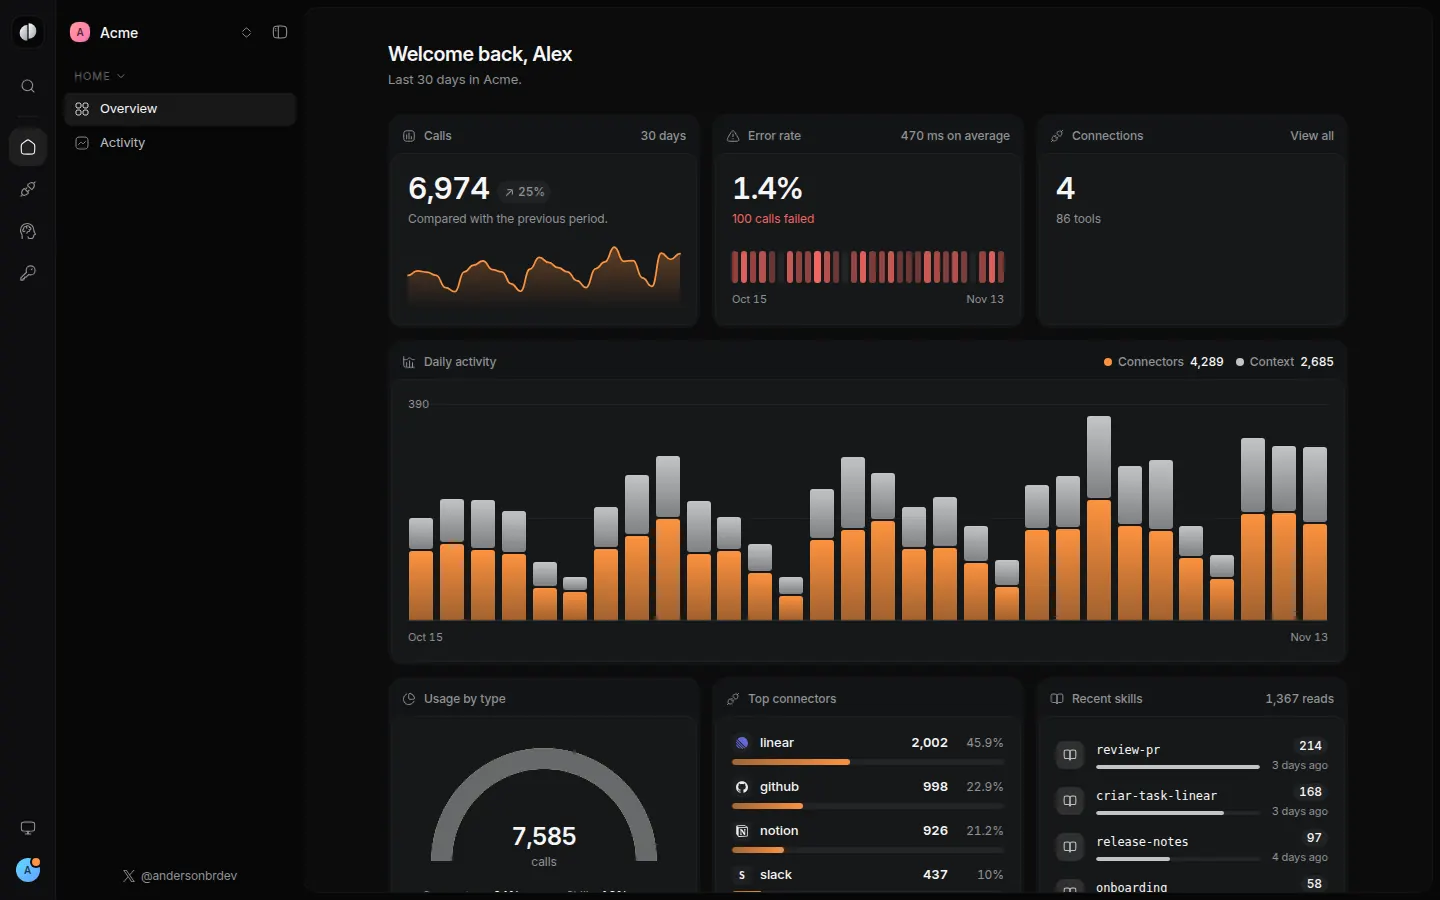 A Acme
HOME
Overview
Activity
A
@andersonbrdev
Welcome back, Alex
Last 30 days in Acme.
Calls 30 days
6,974 25%
Compared with the previous period.
Error rate 470 ms on average
1.4%
100 calls failed
Oct 15 Nov 13
Connections View all
4
86 tools
Daily activity Connectors 4,289 Context 2,685
390
Oct 15 Nov 13
Usage by type
7,585
calls
Top connectors
linear 2,002 45.9%
github 998 22.9%
notion 926 21.2%
S slack 437 10%
Recent skills 1,367 reads
review-pr 214
3 days ago
criar-task-linear 168
3 days ago
release-notes 97
4 days ago
onboarding 58